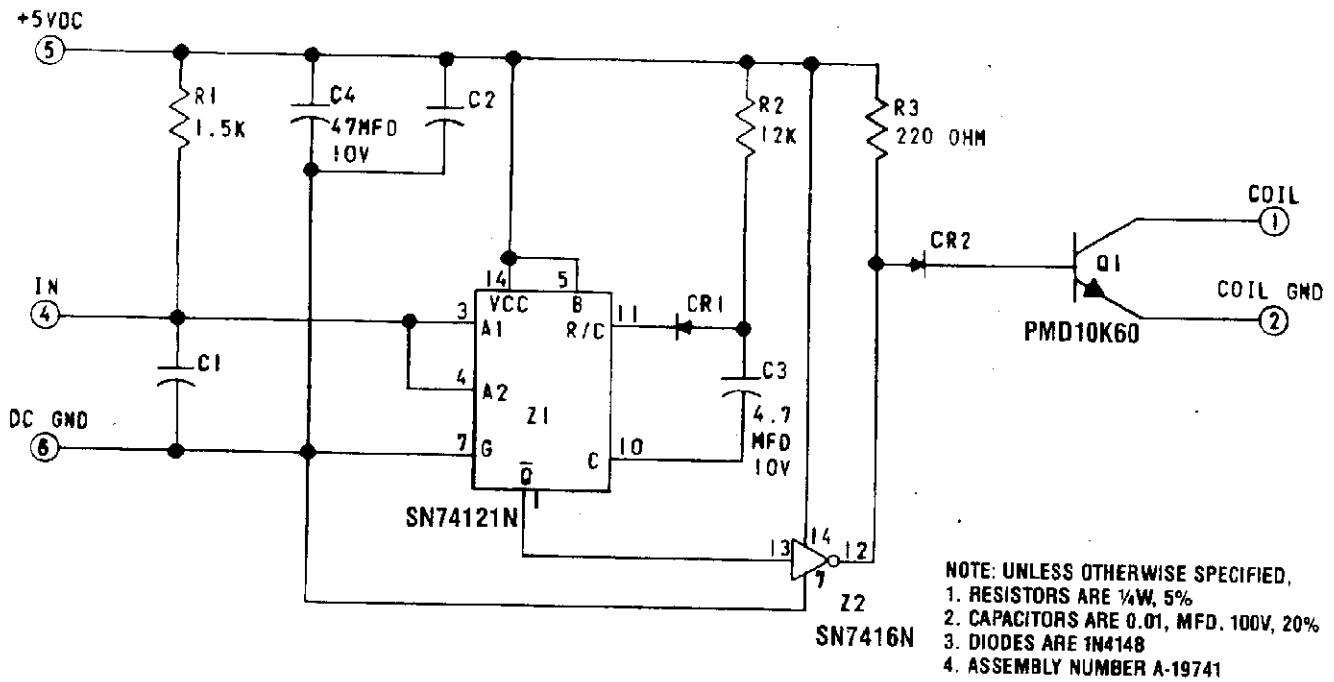 +5VDC
5
R1
1.5K
C4
47MFD
10V
C2
R2
12K
R3
220 OHM
COIL
1
CR2
Q1
COIL GND
2
PMD10K60
IN
4
14
5
VCC
B
3
A1
R/C
11
CR1
C1
4
A2
Z1
C3
4.7
MFD
10V
DC GND
6
7
G
C
10
Q
1
SN74121N
13
14
12
7
Z2
SN7416N
NOTE: UNLESS OTHERWISE SPECIFIED,
1. RESISTORS ARE ¼W, 5%
2. CAPACITORS ARE 0.01, MFD. 100V, 20%
3. DIODES ARE 1N4148
4. ASSEMBLY NUMBER A-19741